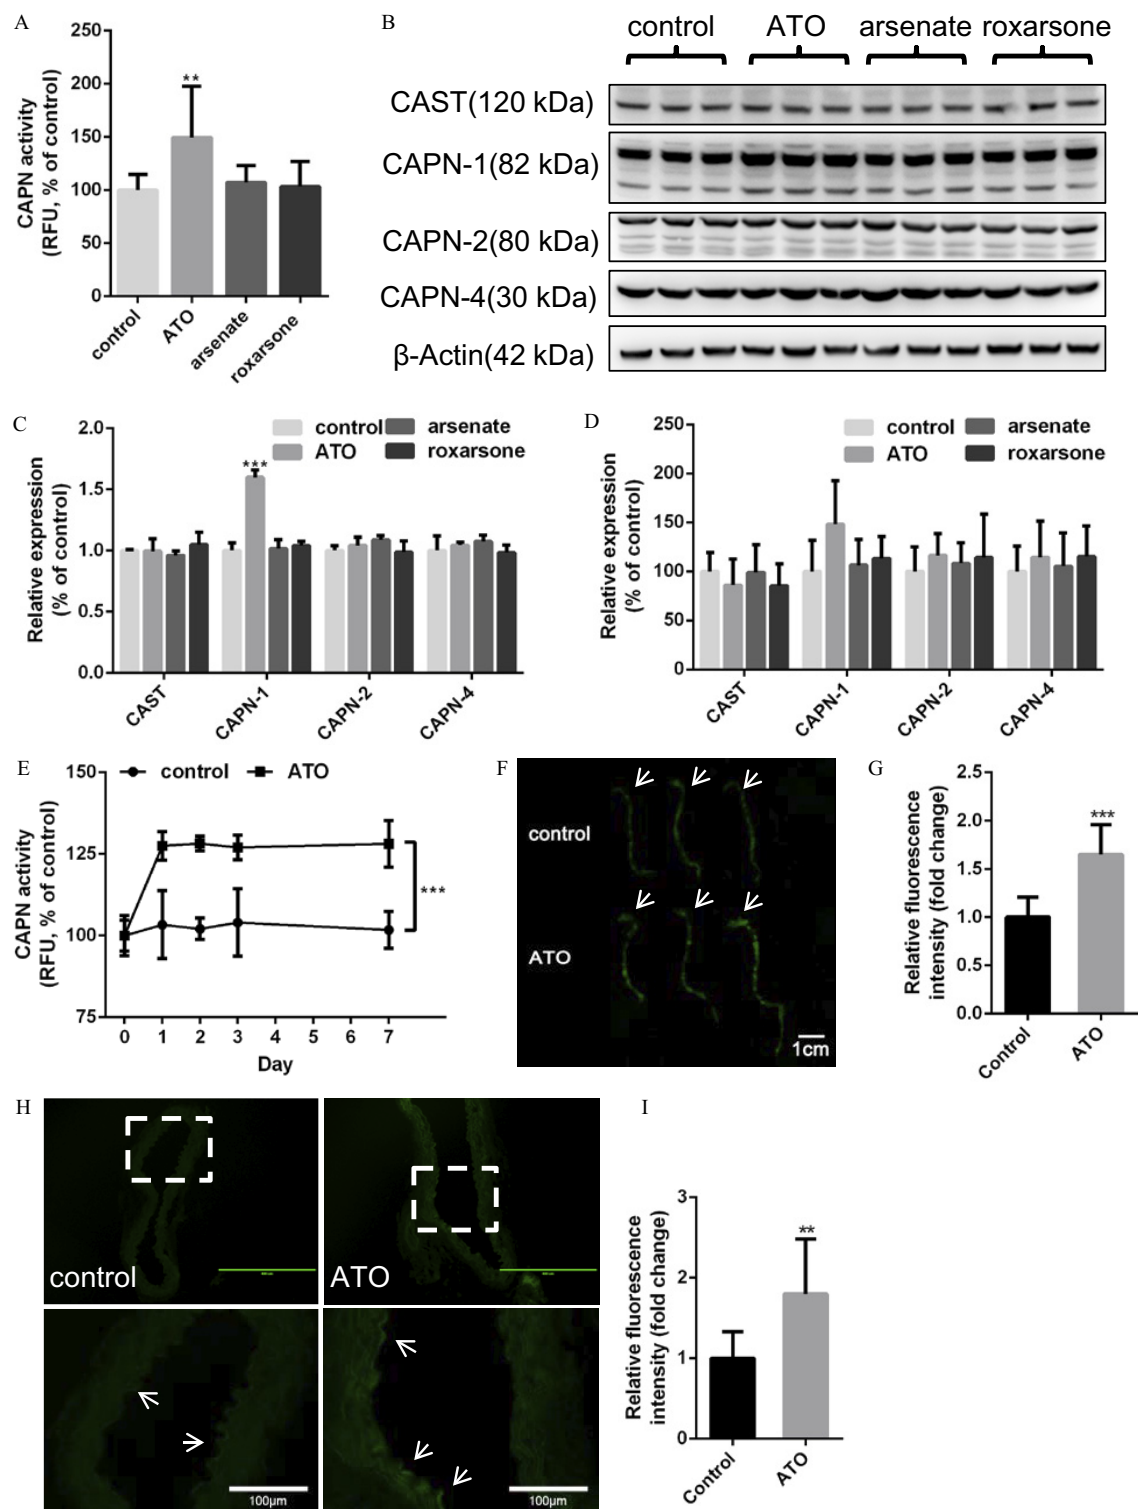 A
CAPN activity
(RFU, % of control)
250
200
150
100
50
0
**
control
ATO
arsenate
roxarsone
B
control ATO arsenate roxarsone
CAST(120 kDa)
CAPN-1(82 kDa)
CAPN-2(80 kDa)
CAPN-4(30 kDa)
β-Actin(42 kDa)
C
Relative expression
(% of control)
2.0
1.5
1.0
0.5
0.0
control arsenate
ATO roxarsone
***
CAST
CAPN-1
CAPN-2
CAPN-4
D
Relative expression
(% of control)
250
200
150
100
50
0
control arsenate
ATO roxarsone
CAST
CAPN-1
CAPN-2
CAPN-4
E
CAPN activity
(RFU, % of control)
150
125
100
75
control ATO
***
0 1 2 3 4 5 6 7
Day
F
control
ATO
1cm
G
Relative fluorescence
intensity (fold change)
2.5
2.0
1.5
1.0
0.5
0.0
***
Control
ATO
H
control
ATO
100μm
100μm
I
Relative fluorescence
intensity (fold change)
3
2
1
0
**
Control
ATO